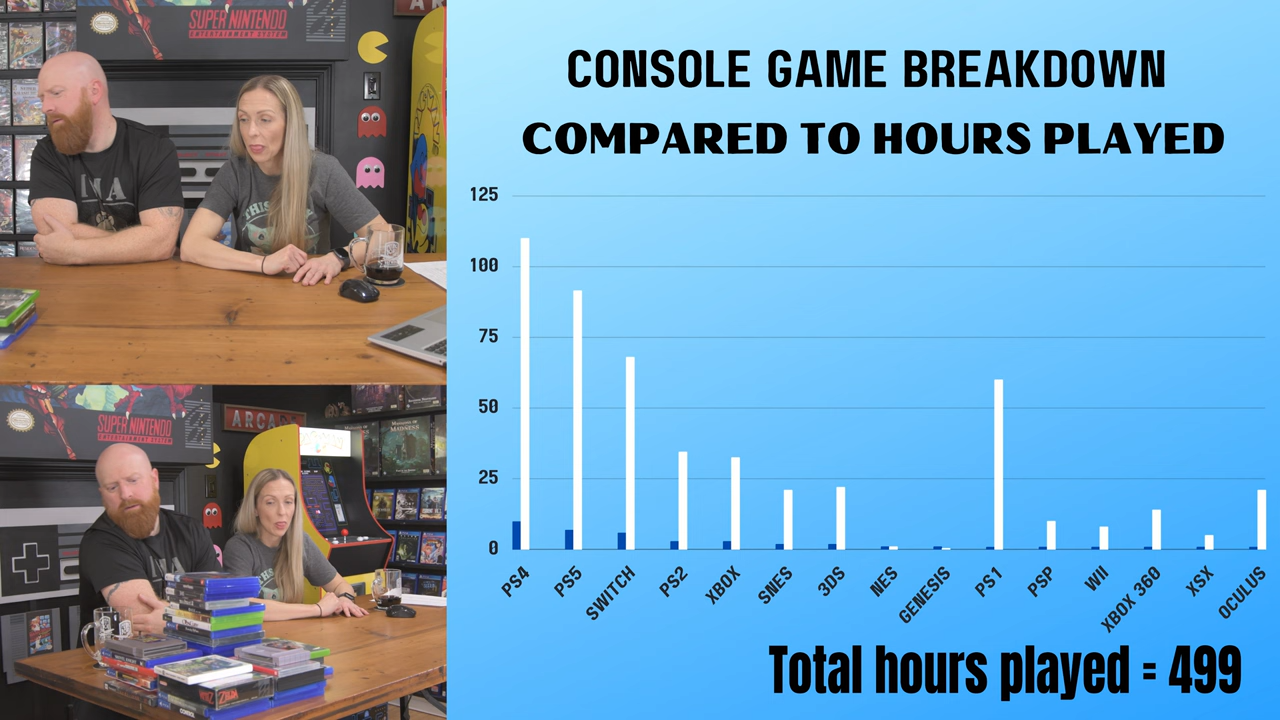 SUPER NINTENDO
ENTERTAINMENT SYSTEM
CONSOLE GAME BREAKDOWN
COMPARED TO HOURS PLAYED
125
100
75
50
25
0
PS4
PS5
SWITCH
PS2
XBOX
SNES
3DS
NES
GENESIS
PS1
PSP
WII
XBOX 360
XSX
OCULUS
Total hours played = 499
SUPER NINTENDO
ENTERTAINMENT SYSTEM
ARCA
ZELDA